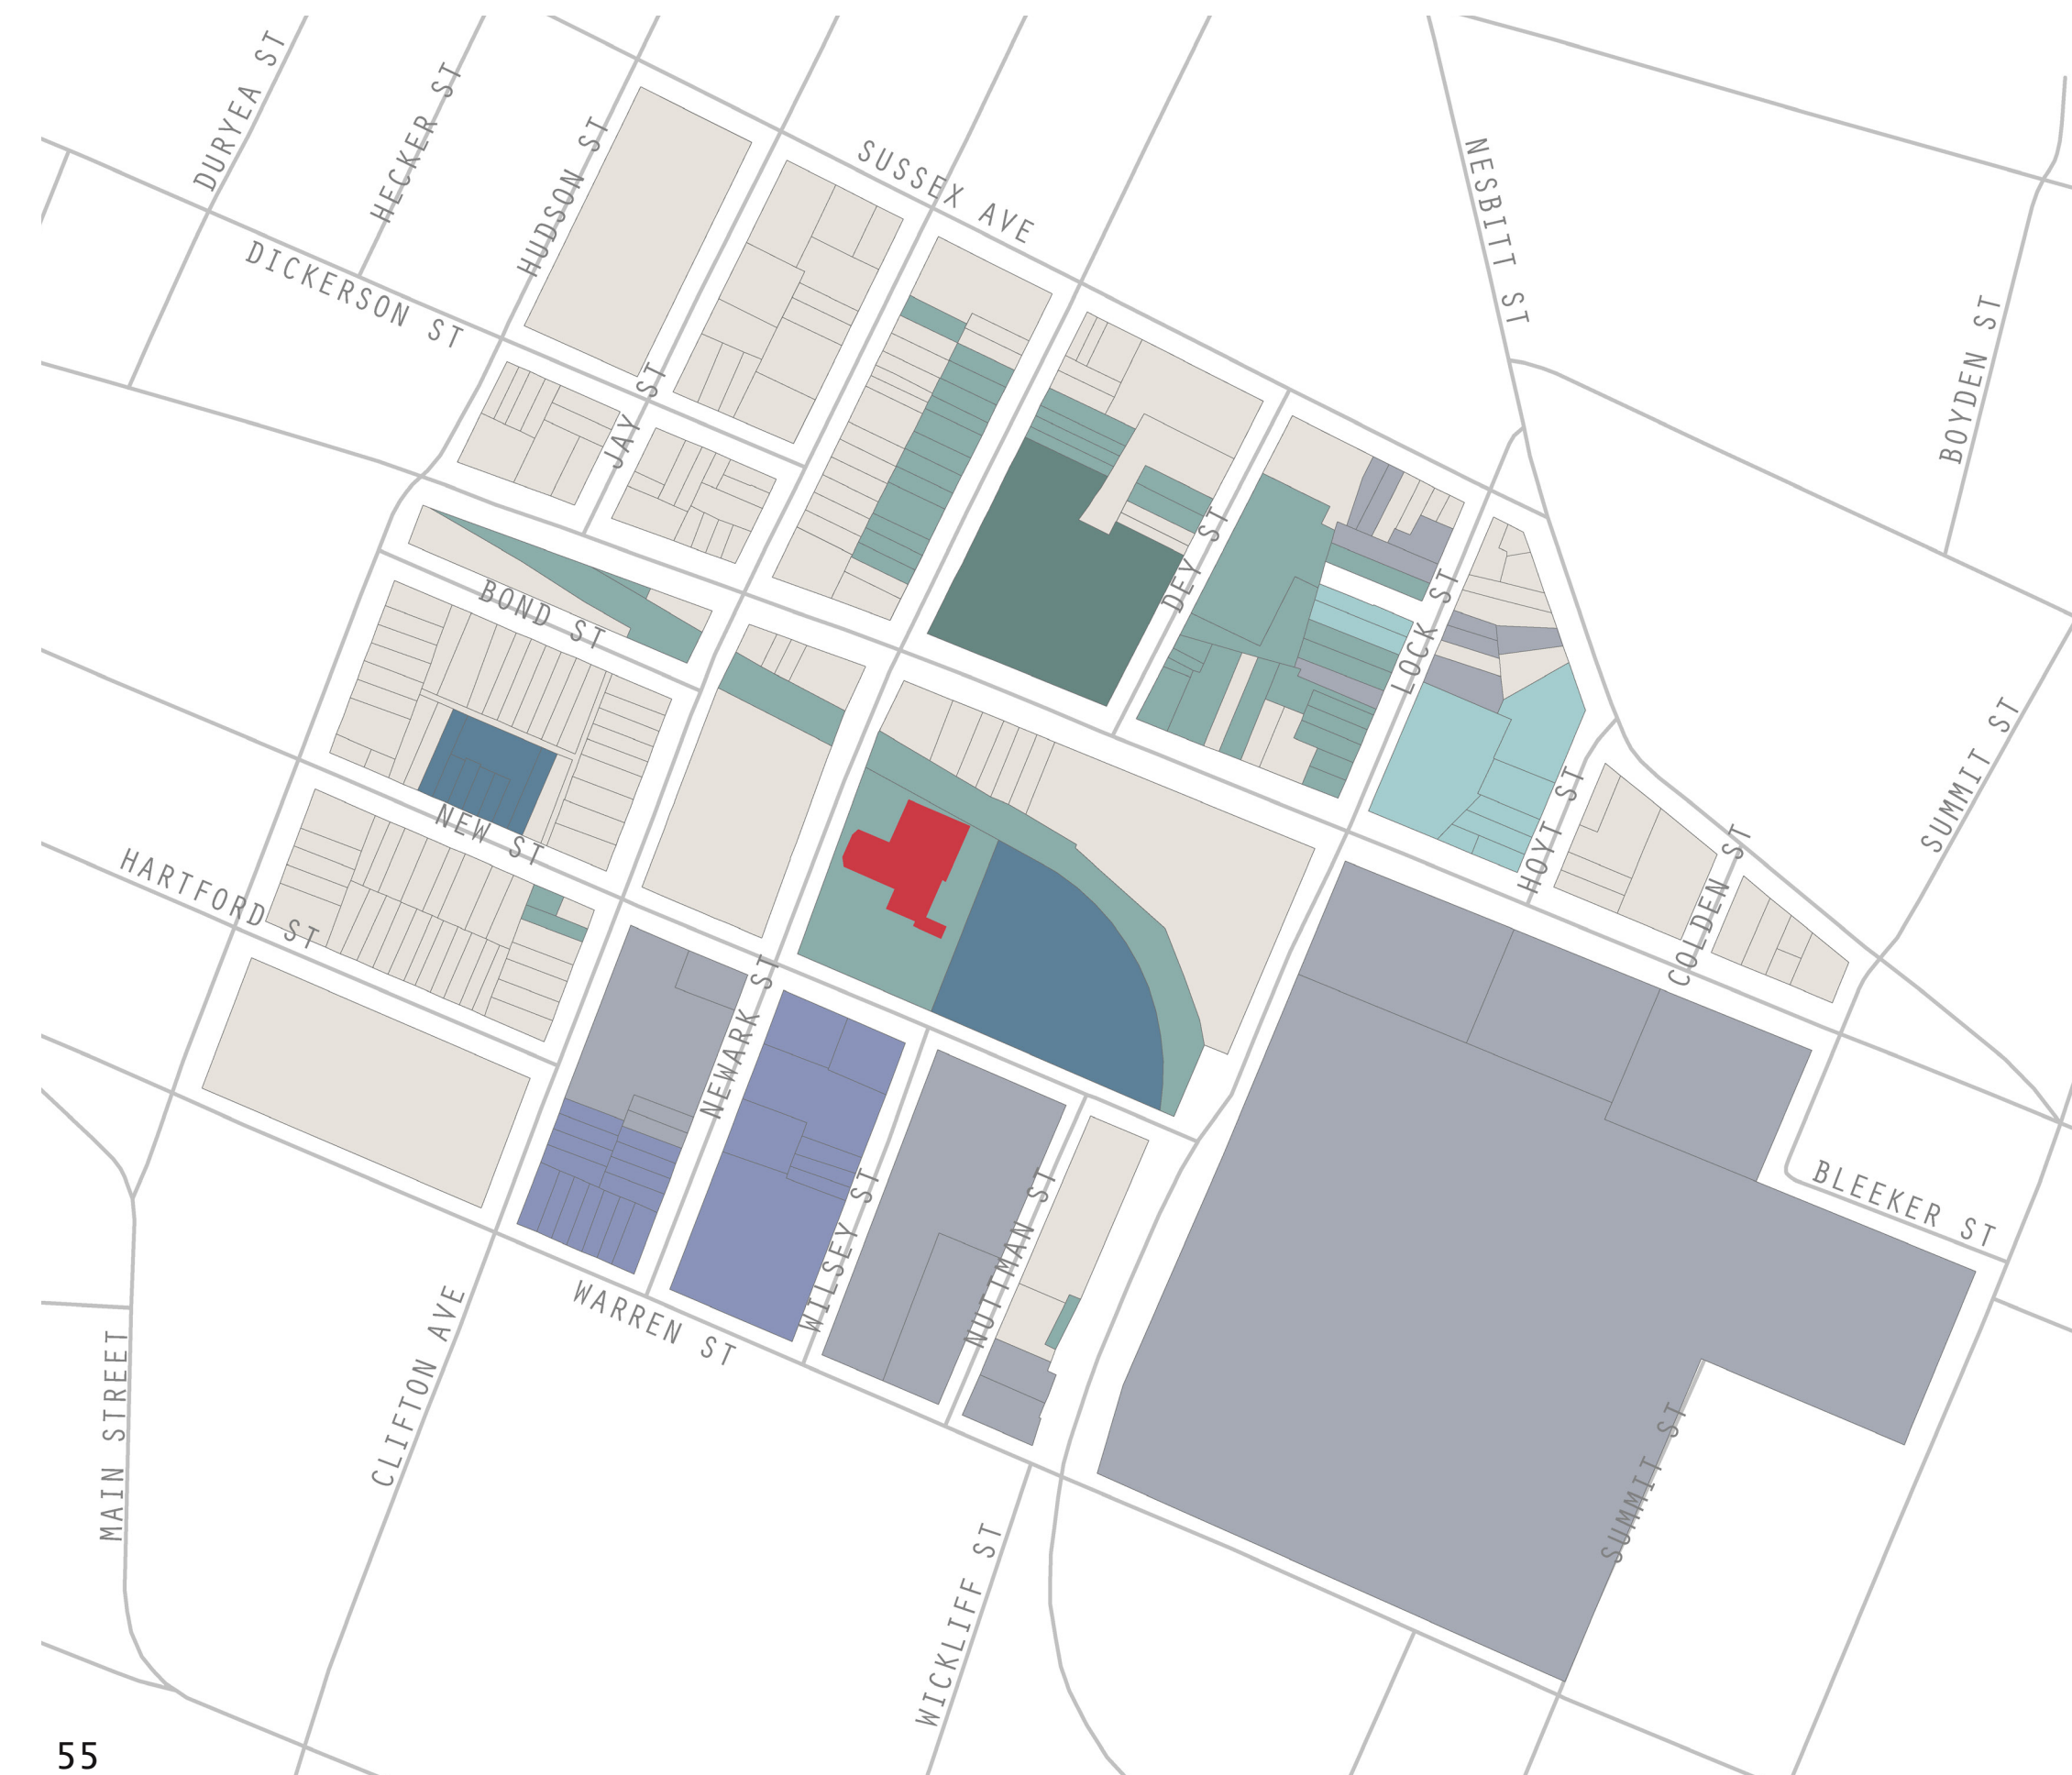 DURYEA ST
HECKER ST
HUDSON ST
SUSSEX AVE
NESBITT ST
DICKERSON ST
BOYDEN ST
JAY ST
DEY ST
BOND ST
LOCK ST
SUMMIT ST
NEW ST
HOYT ST
HARTFORD ST
COLDEN ST
NEWARK ST
BLEEKER ST
WILSEY ST
NUTMAN ST
WARREN ST
CLIFTON AVE
MAIN STREET
SUMMIT ST
WICKLIFF ST
55